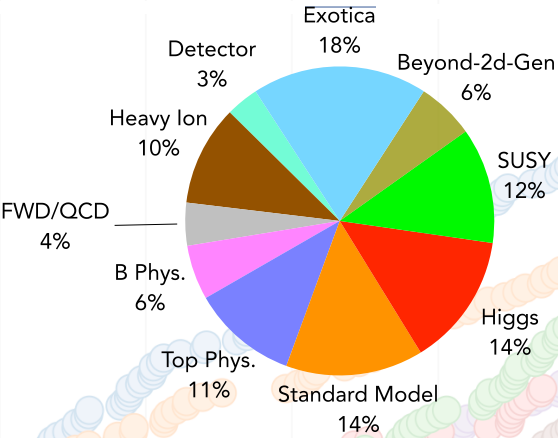 Exotica
18%
Beyond-2d-Gen
6%
SUSY
12%
Higgs
14%
Standard Model
14%
Top Phys.
11%
B Phys.
6%
FWD/QCD
4%
Heavy Ion
10%
Detector
3%